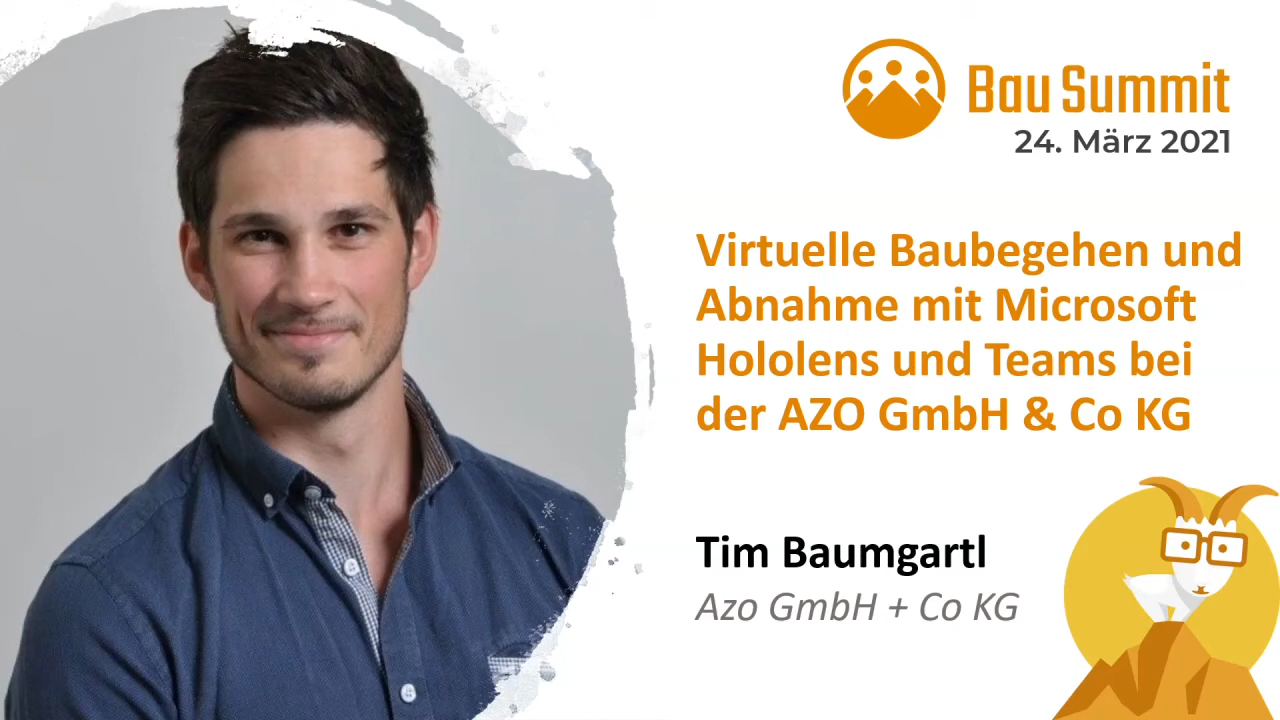 Bau Summit
24. März 2021
Virtuelle Baubegehen und
Abnahme mit Microsoft
Hololens und Teams bei
der AZO GmbH & Co KG
Tim Baumgartl
Azo GmbH + Co KG